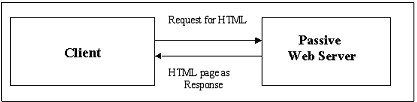 Request for HTML
Client
Passive
Web Server
HTML page as
Response